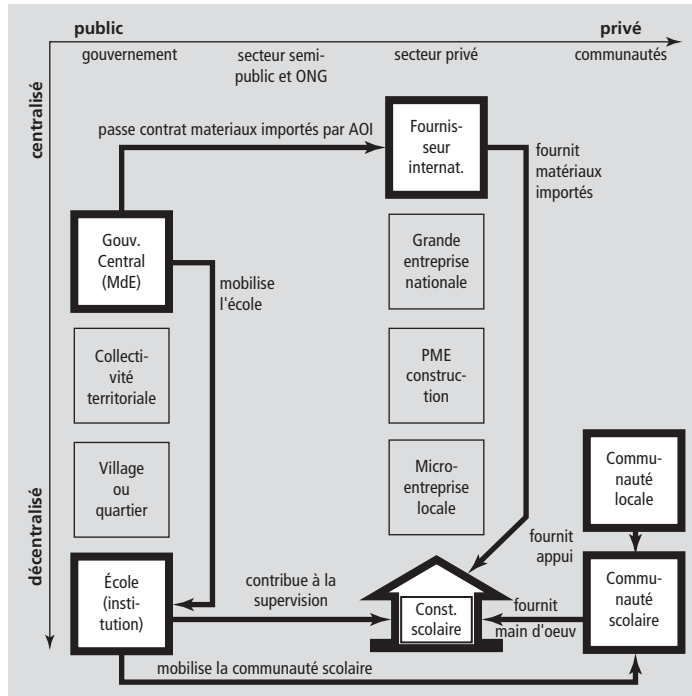 public
privé
gouvernement
secteur semi-
public et ONG
secteur privé
communautés
centralisé
décentralisé
passe contrat materiaux importés par AOI
Fournis-
seur
internat.
fournit
matériaux
importés
Gouv.
Central
(MdE)
mobilise
l'école
Grande
entreprise
nationale
Collecti-
vité
territoriale
PME
construc-
tion
Village
ou
quartier
Micro-
entreprise
locale
Commu-
nauté
locale
fournit
appui
École
(insti-
tution)
contribue à la
supervision
Const.
scolaire
fournit
main d'oeuv
Commu-
nauté
scolaire
mobilise la communauté scolaire